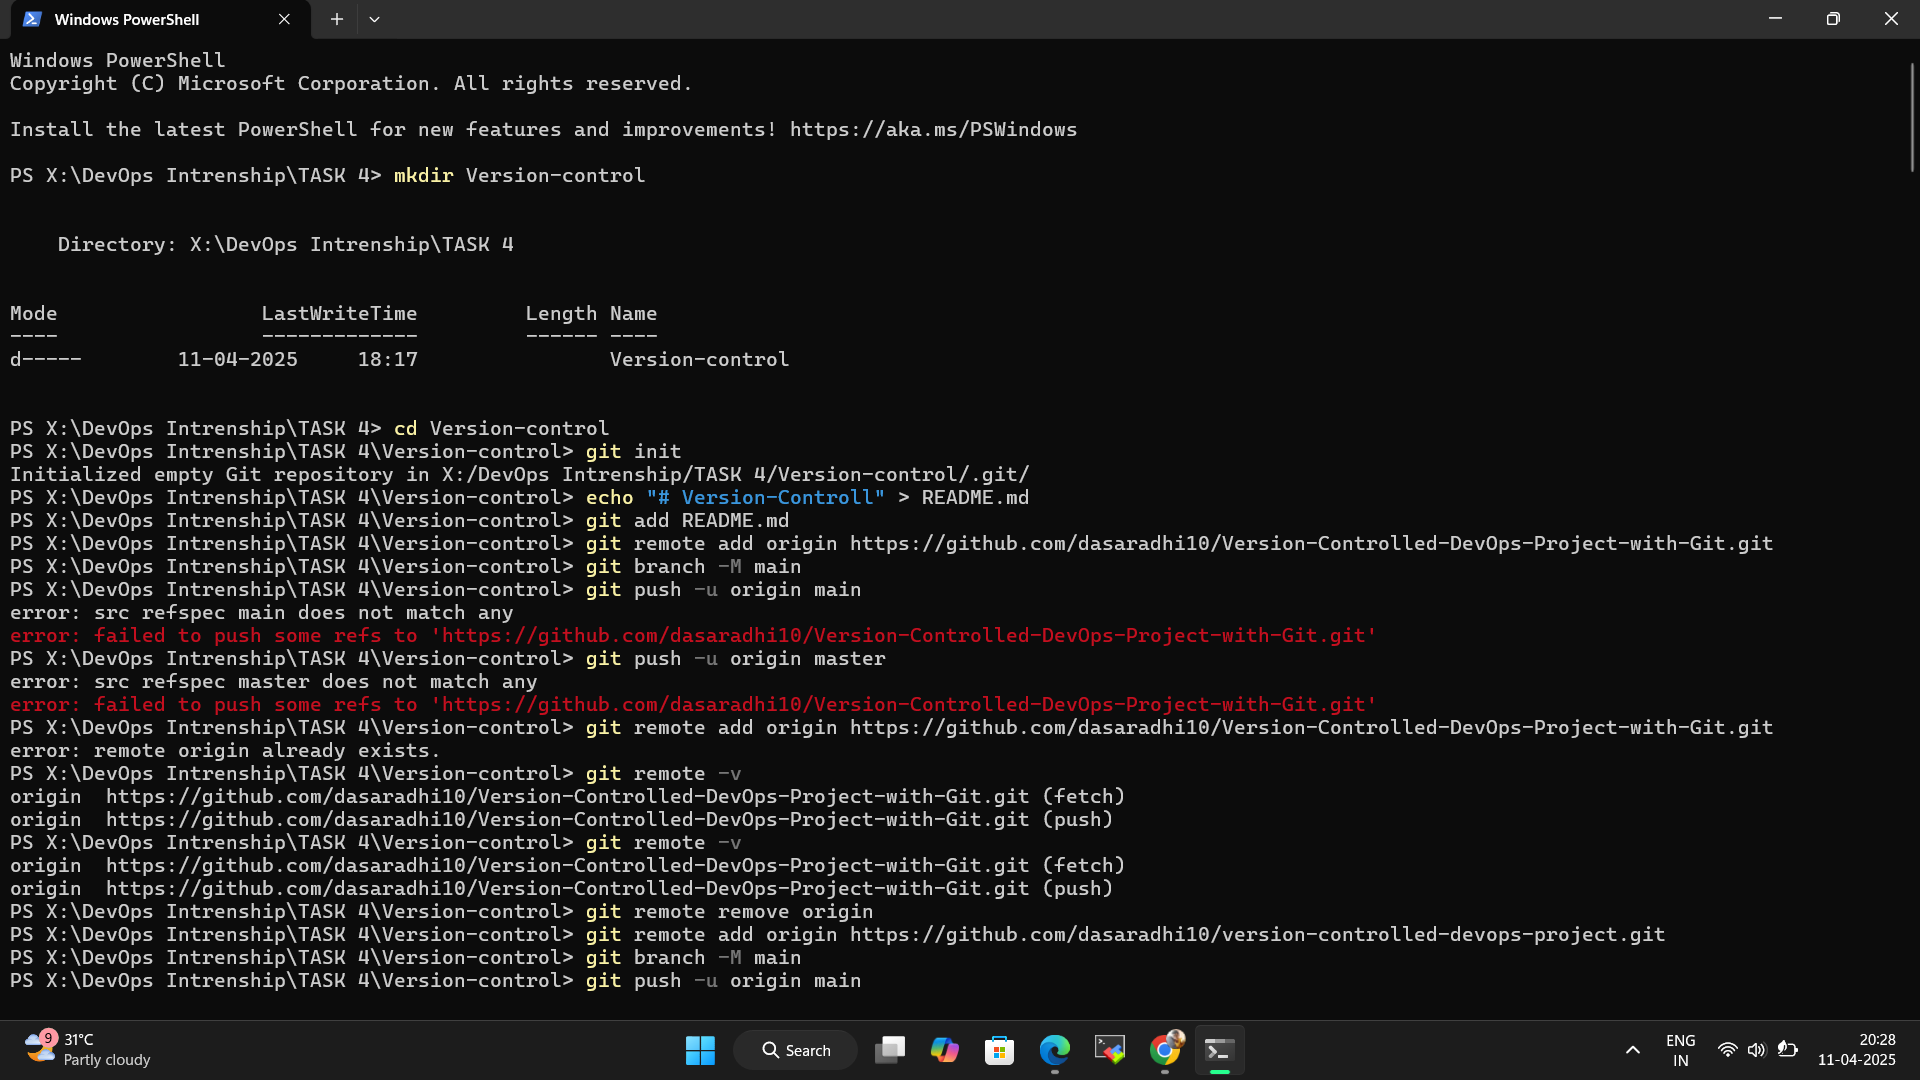 Windows PowerShell
Windows PowerShell
Copyright (C) Microsoft Corporation. All rights reserved.
Install the latest PowerShell for new features and improvements! https://aka.ms/PSWindows
PS X:\DevOps Intrenship\TASK 4> mkdir Version-control
    Directory: X:\DevOps Intrenship\TASK 4
Mode                 LastWriteTime         Length Name
----                 -------------         ------ ----
d-----        11-04-2025     18:17                Version-control
PS X:\DevOps Intrenship\TASK 4> cd Version-control
PS X:\DevOps Intrenship\TASK 4\Version-control> git init
Initialized empty Git repository in X:/DevOps Intrenship/TASK 4/Version-control/.git/
PS X:\DevOps Intrenship\TASK 4\Version-control> echo "# Version-Controll" > README.md
PS X:\DevOps Intrenship\TASK 4\Version-control> git add README.md
PS X:\DevOps Intrenship\TASK 4\Version-control> git remote add origin https://github.com/dasaradhi10/Version-Controlled-DevOps-Project-with-Git.git
PS X:\DevOps Intrenship\TASK 4\Version-control> git branch -M main
PS X:\DevOps Intrenship\TASK 4\Version-control> git push -u origin main
error: src refspec main does not match any
error: failed to push some refs to 'https://github.com/dasaradhi10/Version-Controlled-DevOps-Project-with-Git.git'
PS X:\DevOps Intrenship\TASK 4\Version-control> git push -u origin master
error: src refspec master does not match any
error: failed to push some refs to 'https://github.com/dasaradhi10/Version-Controlled-DevOps-Project-with-Git.git'
PS X:\DevOps Intrenship\TASK 4\Version-control> git remote add origin https://github.com/dasaradhi10/Version-Controlled-DevOps-Project-with-Git.git
error: remote origin already exists.
PS X:\DevOps Intrenship\TASK 4\Version-control> git remote -v
origin  https://github.com/dasaradhi10/Version-Controlled-DevOps-Project-with-Git.git (fetch)
origin  https://github.com/dasaradhi10/Version-Controlled-DevOps-Project-with-Git.git (push)
PS X:\DevOps Intrenship\TASK 4\Version-control> git remote -v
origin  https://github.com/dasaradhi10/Version-Controlled-DevOps-Project-with-Git.git (fetch)
origin  https://github.com/dasaradhi10/Version-Controlled-DevOps-Project-with-Git.git (push)
PS X:\DevOps Intrenship\TASK 4\Version-control> git remote remove origin
PS X:\DevOps Intrenship\TASK 4\Version-control> git remote add origin https://github.com/dasaradhi10/version-controlled-devops-project.git
PS X:\DevOps Intrenship\TASK 4\Version-control> git branch -M main
PS X:\DevOps Intrenship\TASK 4\Version-control> git push -u origin main
9
31°C
Partly cloudy
Search
ENG
IN
20:28
11-04-2025